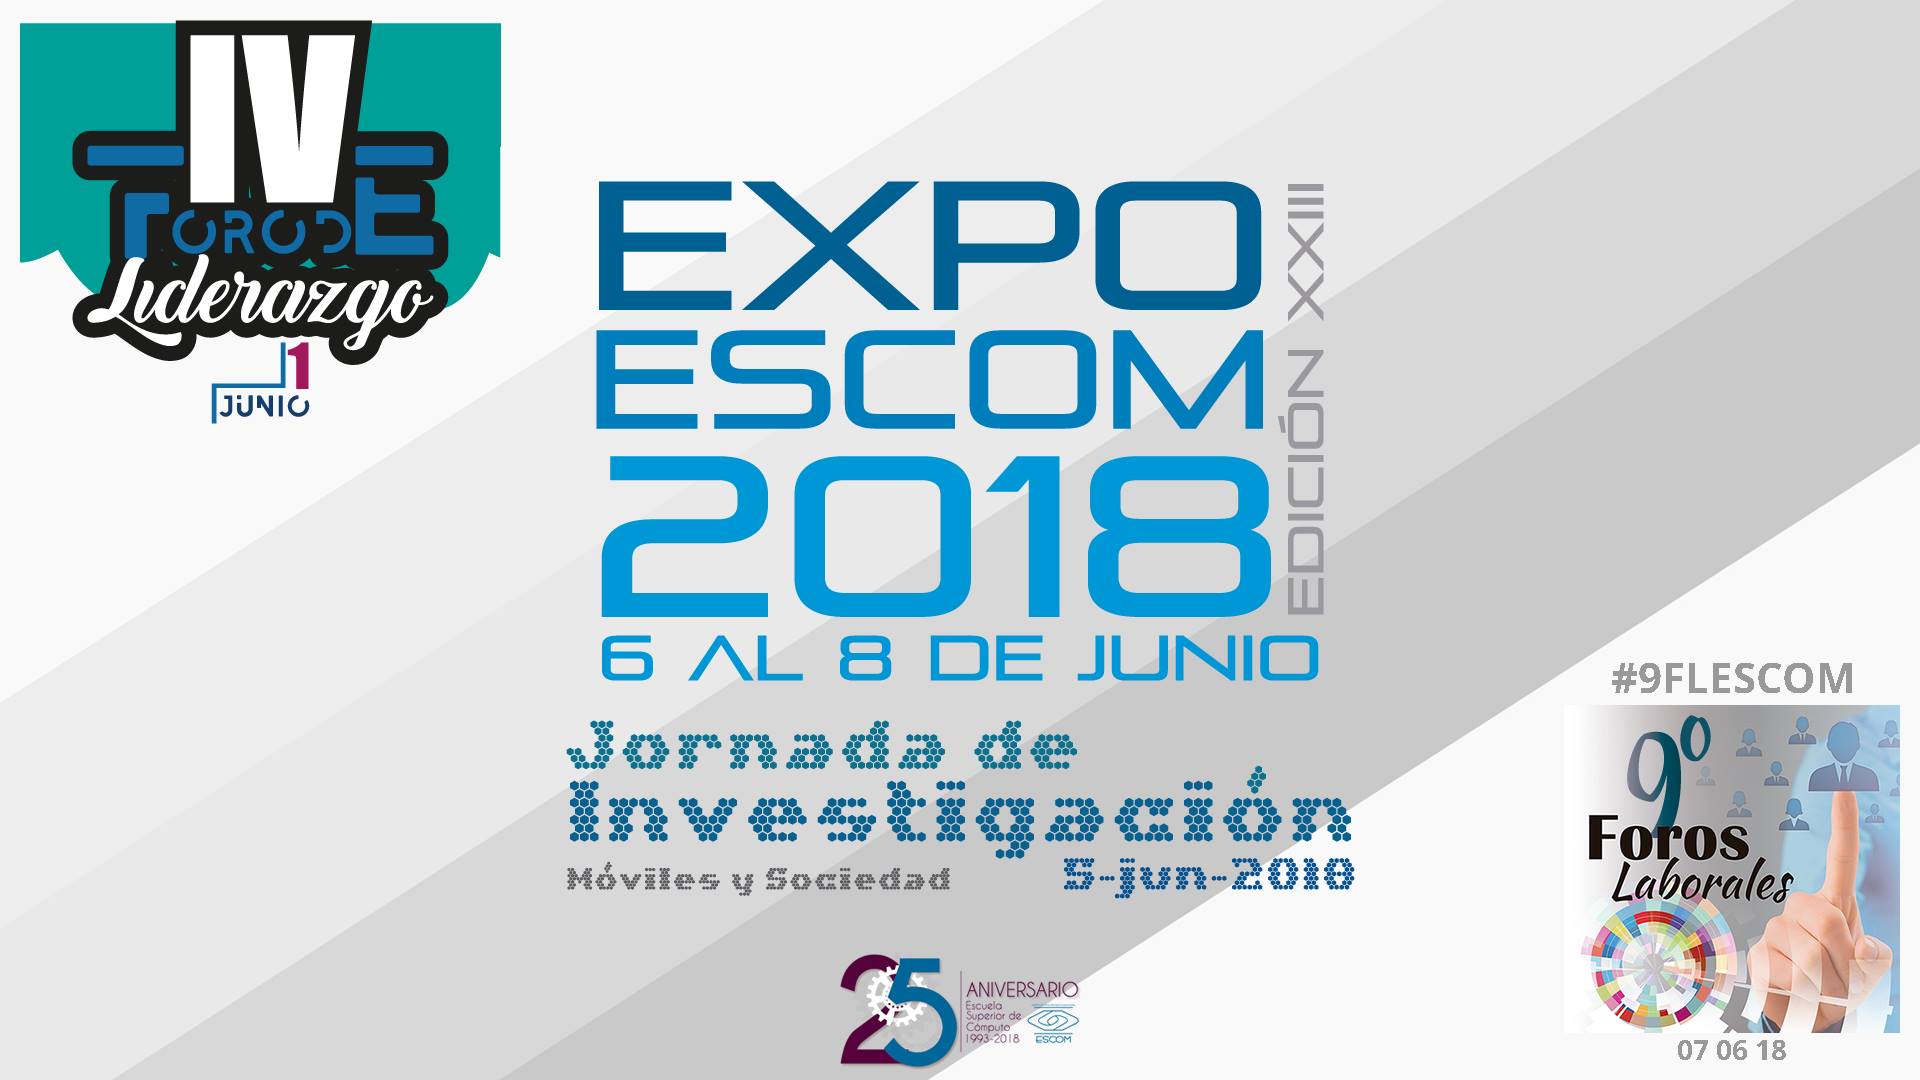 IV
FORO DE
Liderazgo
1
JUNIO
EXPO
ESCOM
2018
EDICIÓN XXIII
6 AL 8 DE JUNIO
Jornada de
Investigación
Móviles y Sociedad
5-jun-2018
25
ANIVERSARIO
Escuela
Superior de
Cómputo
1993-2018
ESCOM
#9FLESCOM
9º
Foros
Laborales
07 06 18